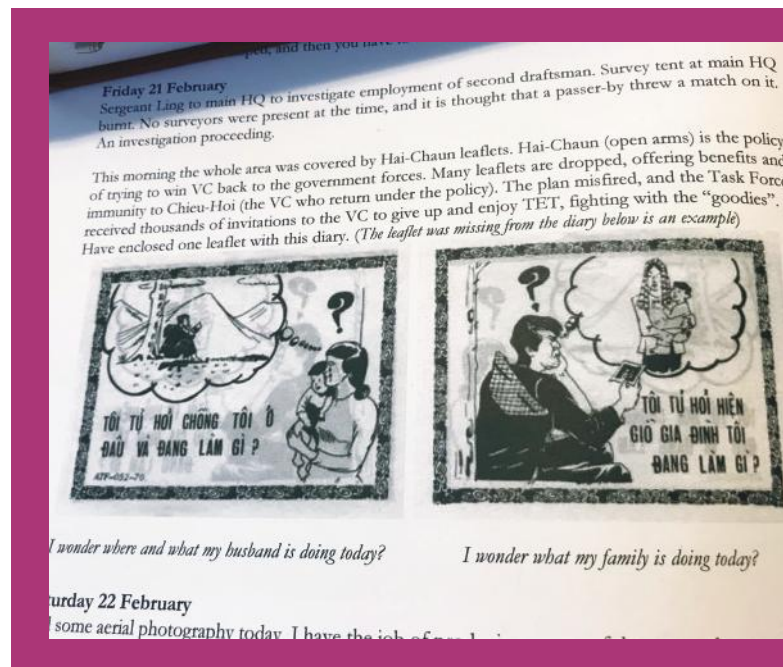 and then you have
Friday 21 February
Sergeant Ling to main HQ to investigate employment of second draftsman. Survey tent at main HQ
burnt. No surveyors were present at the time, and it is thought that a passer-by threw a match on it.
An investigation proceeding.
This morning the whole area was covered by Hai-Chaun leaflets. Hai-Chaun (open arms) is the policy
of trying to win VC back to the government forces. Many leaflets are dropped, offering benefits and
immunity to Chieu-Hoi (the VC who return under the policy). The plan misfired, and the Task Forc
received thousands of invitations to the VC to give up and enjoy TET, fighting with the “goodies”.
Have enclosed one leaflet with this diary. (The leaflet was missing from the diary below is an example)
?
TÔI TỰ HỎI CHỒNG TÔI Ở
ĐÂU VÀ ĐANG LÀM GÌ ?
ATF-052-70
?
TÔI TỰ HỎI HIỆN
GIỜ GIA ĐÌNH TÔI
ĐANG LÀM GÌ ?
I wonder where and what my husband is doing today?
I wonder what my family is doing today?
urday 22 February
some aerial photography today. I have the job of